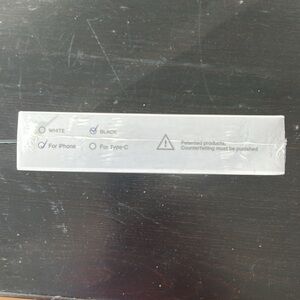 WHITE BLACK
For iPhone For Type-C
Patented products,
Counterfeiting must be punished